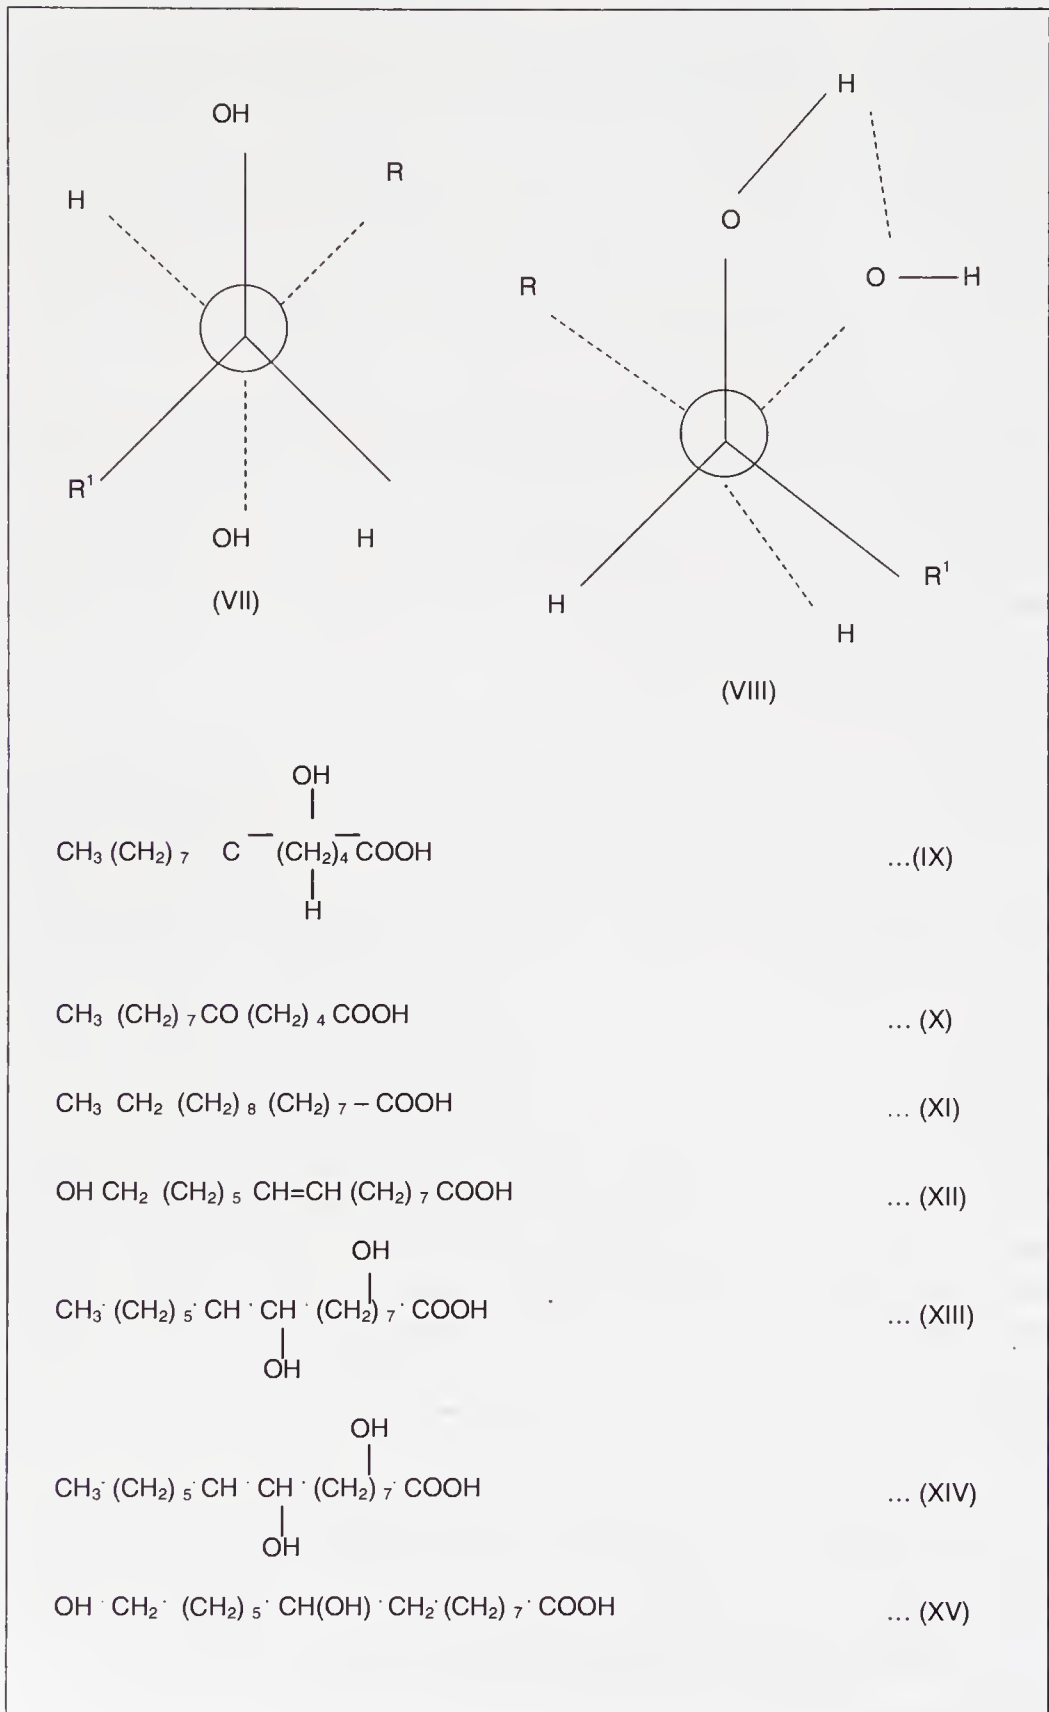 H
OH
R
H
O
R
O — H
R¹
OH H
H
R¹
H
(VII)
(VIII)
OH
CH₃ (CH₂) ₇ C — (CH₂)₄ — COOH ...(IX)
H
CH₃ (CH₂) ₇ CO (CH₂) ₄ COOH ... (X)
CH₃ CH₂ (CH₂) ₈ (CH₂) ₇ – COOH ... (XI)
OH CH₂ (CH₂) ₅ CH=CH (CH₂) ₇ COOH ... (XII)
OH
CH₃· (CH₂) ₅· CH · CH · (CH₂) ₇· COOH ... (XIII)
OH
OH
CH₃· (CH₂) ₅· CH · CH · (CH₂) ₇· COOH ... (XIV)
OH
OH · CH₂· (CH₂) ₅· CH(OH) · CH₂· (CH₂) ₇· COOH ... (XV)